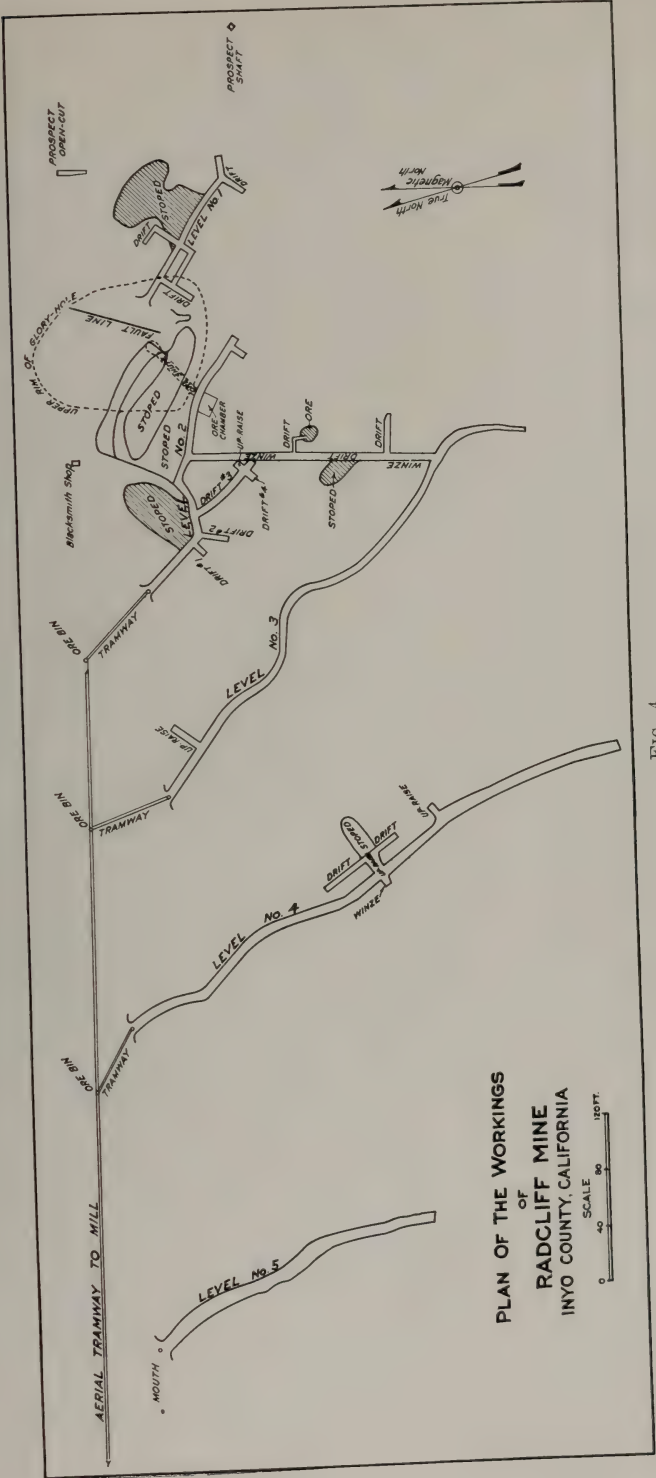 PROSPECT
OPEN-CUT
PROSPECT
SHAFT
DRIFT
STOPED
LEVEL No 1
DRIFT
DRIFT
UPPER RIM OF GLORY-HOLE
FAULT LINE
STOPED
STOPED
No. 2
LEVEL
ORE
CHAMBER
UP-RAISE
Blacksmith Shop
STOPED
DRIFT #1
DRIFT #2
DRIFT #3
DRIFT #4
WINZE
DRIFT
ORE
DRIFT
STOPED
DRIFT
WINZE
True North
Magnetic
North
ORE BIN
TRAMWAY
LEVEL No. 3
UP RAISE
ORE BIN
TRAMWAY
LEVEL No. 4
DRIFT
STOPED
DRIFT
WINZE
UP RAISE
ORE BIN
TRAMWAY
AERIAL TRAMWAY TO MILL
MOUTH
LEVEL No. 5
PLAN OF THE WORKINGS
OF
RADCLIFF MINE
INYO COUNTY, CALIFORNIA
SCALE
0 40 80 120 FT.
FIG. 4